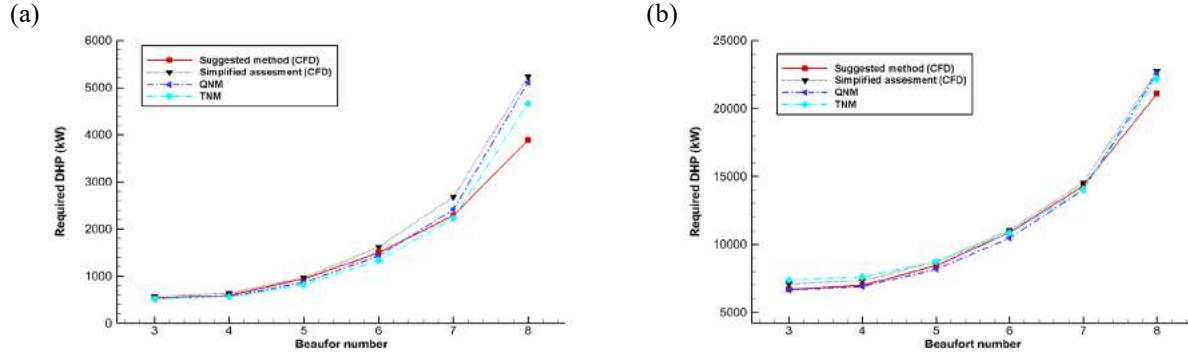 (a)
6000
5000
4000
3000
2000
1000
0
Required DHP (kW)
Suggested method (CFD)
Simplified assesment (CFD)
QNM
TNM
3 4 5 6 7 8
Beaufor number
(b)
25000
20000
15000
10000
5000
Required DHP (kW)
Suggested method (CFD)
Simplified assesment (CFD)
QNM
TNM
3 4 5 6 7 8
Beaufort number